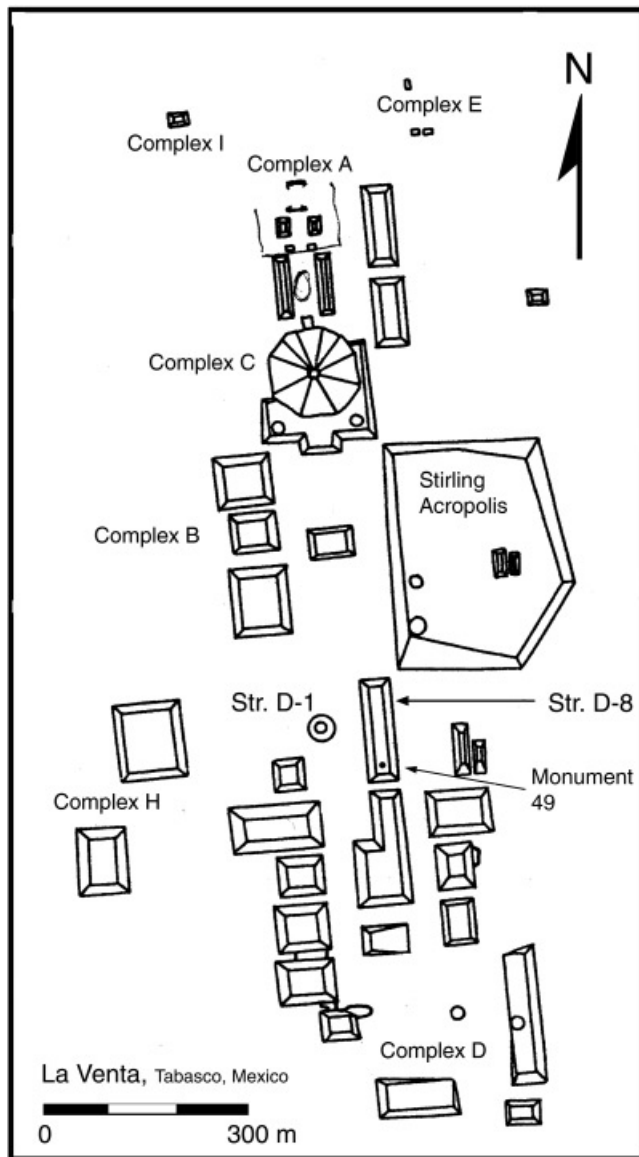 N
Complex E
Complex I
Complex A
Complex C
Stirling
Acropolis
Complex B
Str. D-1
Str. D-8
Monument
49
Complex H
Complex D
La Venta, Tabasco, Mexico
0 300 m